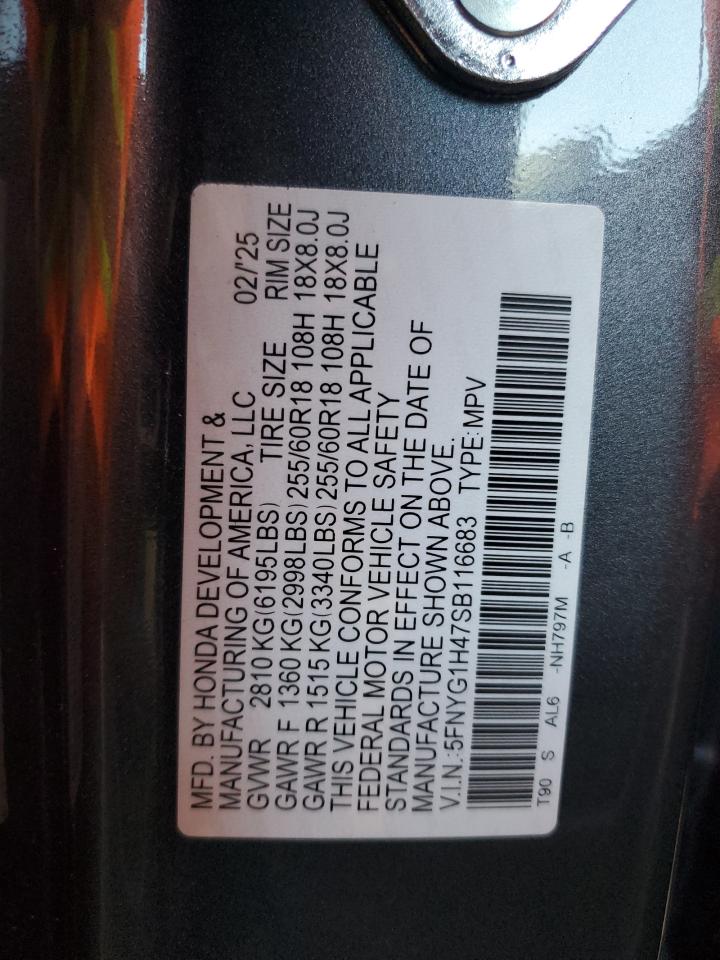 MFD. BY HONDA DEVELOPMENT &
MANUFACTURING OF AMERICA, LLC 02/'25
GVWR 2810 KG(6195LBS) TIRE SIZE RIM SIZE
GAWR F 1360 KG(2998LBS) 255/60R18 108H 18X8.0J
GAWR R 1515 KG(3340LBS) 255/60R18 108H 18X8.0J
THIS VEHICLE CONFORMS TO ALL APPLICABLE
FEDERAL MOTOR VEHICLE SAFETY
STANDARDS IN EFFECT ON THE DATE OF
MANUFACTURE SHOWN ABOVE.
V.I.N.:5FNYG1H47SB116683 TYPE:MPV
T90 S AL6 -NH797M -A -B